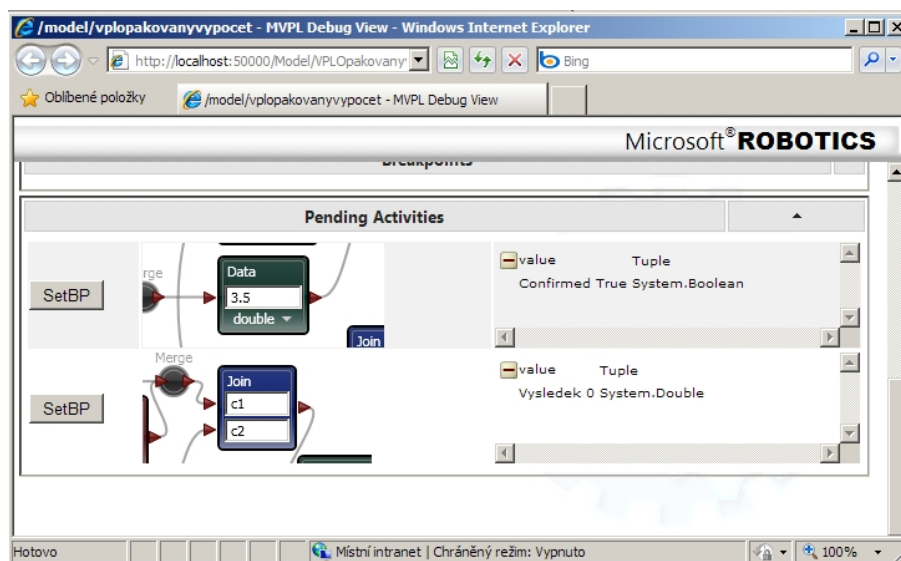 /model/vplopakovanyvypocet - MVPL Debug View - Windows Internet Explorer
http://localhost:50000/Model/VPLOpakovany
Bing
Oblíbené položky
/model/vplopakovanyvypocet - MVPL Debug View
Microsoft®ROBOTICS
Breakpoints
Pending Activities
SetBP
rge
Data
3.5
double
Join
value Tuple
Confirmed True System.Boolean
SetBP
Merge
Join
c1
c2
value Tuple
Vysledek 0 System.Double
Hotovo
Místní intranet | Chráněný režim: Vypnuto
100%